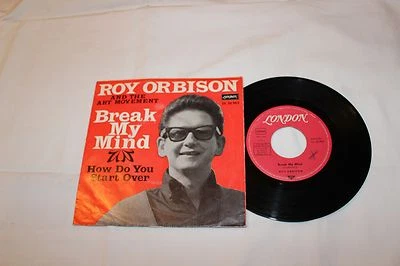 ROY ORBISON
AND THE
ART MOVEMENT
LONDON
Break
My
Mind
How Do You
Start Over
LONDON
Break My Mind
ROY ORBISON